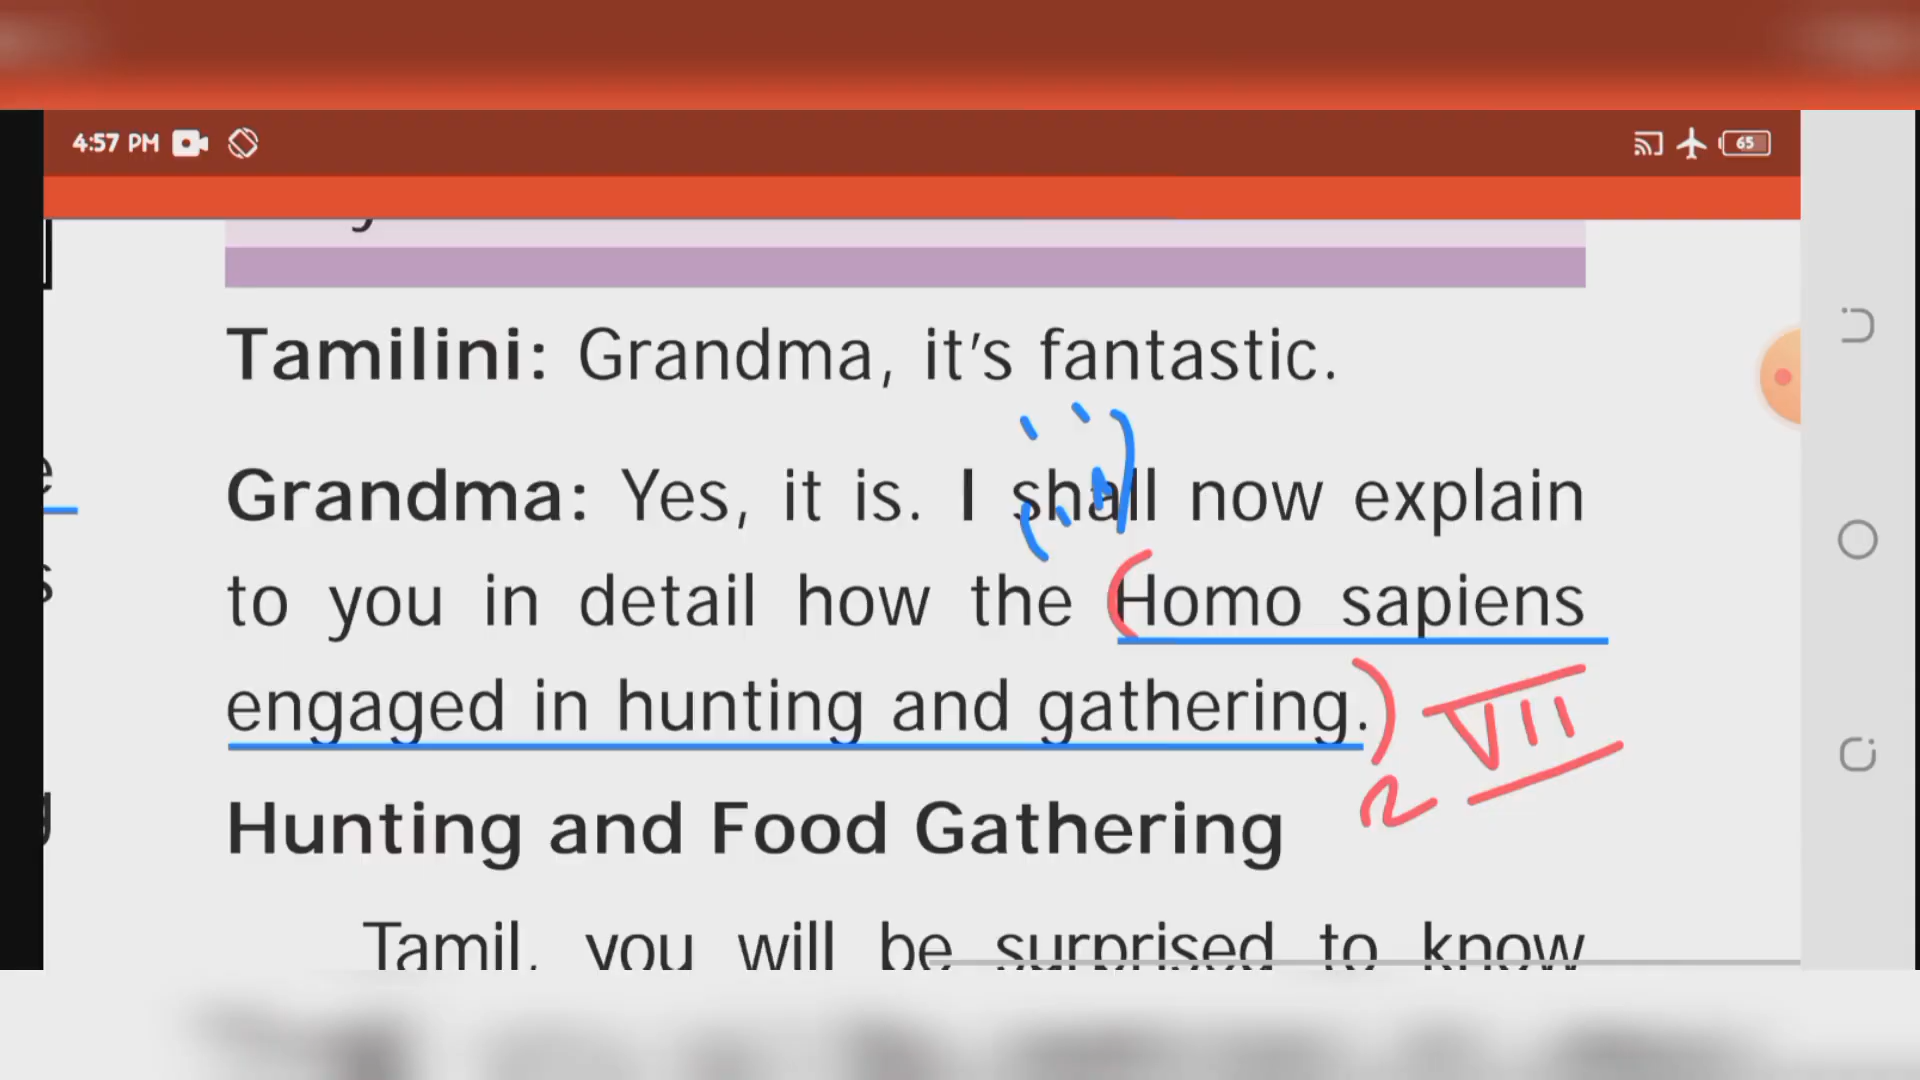 4:57 PM
65
Tamilini: Grandma, it's fantastic.
Grandma: Yes, it is. I shall now explain
to you in detail how the Homo sapiens
engaged in hunting and gathering.
2 VII
Hunting and Food Gathering
Tamil, you will be surprised to know